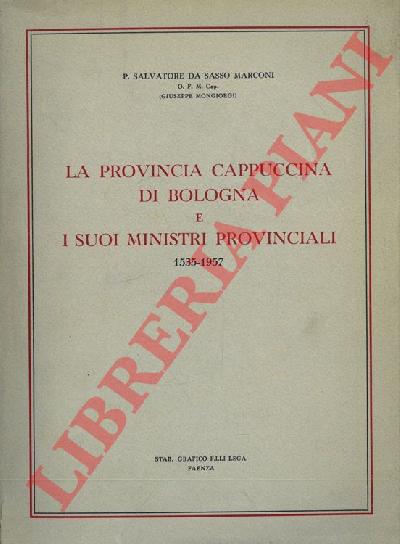 P. SALVATORE DA SASSO MARCONI
O. F. M. Cap.
(GIUSEPPE MONGIORGI)
LA PROVINCIA CAPPUCCINA
DI BOLOGNA
E
I SUOI MINISTRI PROVINCIALI
1535-1957
STAB. GRAFICO F.LLI LEGA
FAENZA
LIBRERIA PIANI